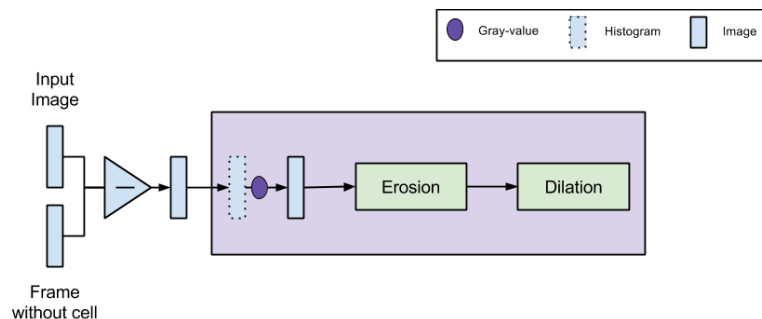 Gray-value
Histogram
Image
Input
Image
Erosion
Dilation
Frame
without cell